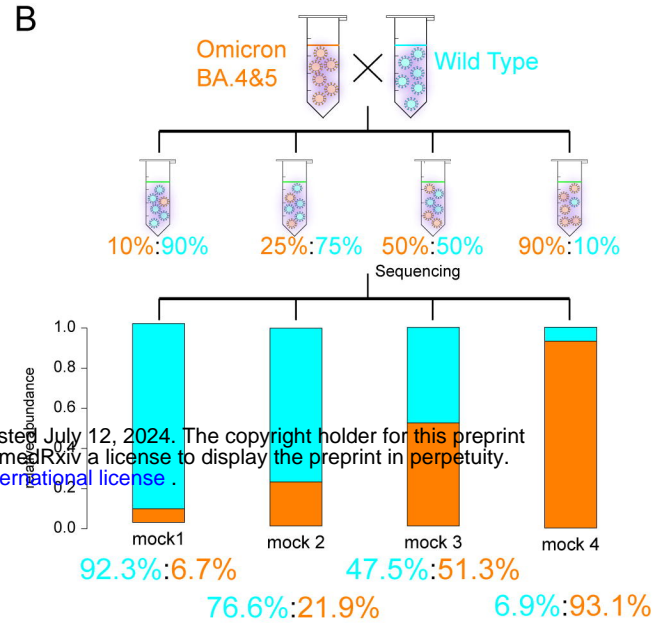 B
Omicron
BA.4&5
Wild Type
10%:90%
25%:75%
50%:50%
90%:10%
Sequencing
1.0
0.8
0.6
0.4
0.2
0.0
relative abundance
sted July 12, 2024. The copyright holder for this preprint
medRxiv a license to display the preprint in perpetuity.
ernational license .
mock1
mock 2
mock 3
mock 4
92.3%:6.7%
47.5%:51.3%
76.6%:21.9%
6.9%:93.1%